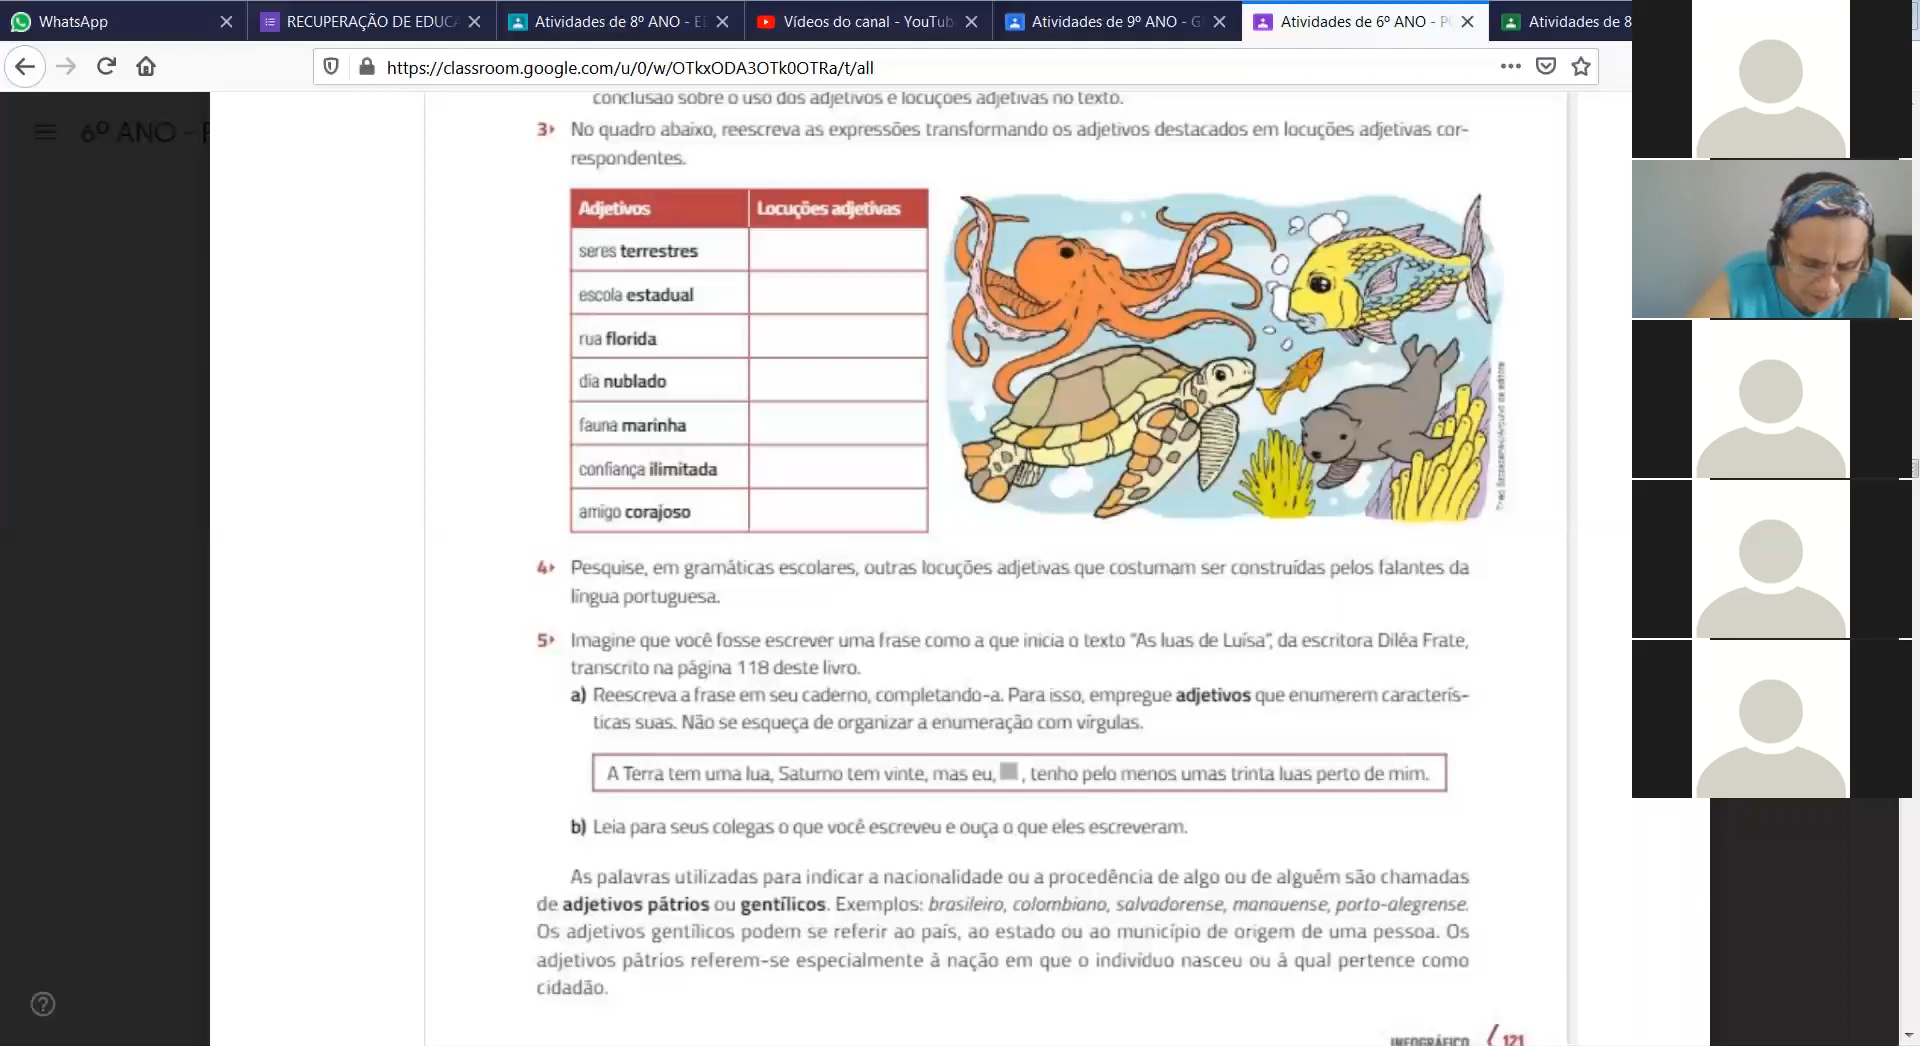 WhatsApp
RECUPERAÇÃO DE EDUCA
Atividades de 8º ANO - E
Vídeos do canal - YouTub
Atividades de 9º ANO - G
Atividades de 6º ANO - P
Atividades de 8
https://classroom.google.com/u/0/w/OTkxODA3OTk0OTRa/t/all
6º ANO - P
conclusão sobre o uso dos adjetivos e locuções adjetivas no texto.
3 No quadro abaixo, reescreva as expressões transformando os adjetivos destacados em locuções adjetivas cor-
respondentes.
Adjetivos Locuções adjetivas
seres terrestres
escola estadual
rua florida
dia nublado
fauna marinha
confiança ilimitada
amigo corajoso
4 Pesquise, em gramáticas escolares, outras locuções adjetivas que costumam ser construídas pelos falantes da
língua portuguesa.
5 Imagine que você fosse escrever uma frase como a que inicia o texto "As luas de Luísa", da escritora Diléa Frate,
transcrito na página 118 deste livro.
a) Reescreva a frase em seu caderno, completando-a. Para isso, empregue adjetivos que enumerem caracterís-
ticas suas. Não se esqueça de organizar a enumeração com vírgulas.
A Terra tem uma lua, Saturno tem vinte, mas eu, , tenho pelo menos umas trinta luas perto de mim.
b) Leia para seus colegas o que você escreveu e ouça o que eles escreveram.
As palavras utilizadas para indicar a nacionalidade ou a procedência de algo ou de alguém são chamadas
de adjetivos pátrios ou gentílicos. Exemplos: brasileiro, colombiano, salvadorense, manauense, porto-alegrense.
Os adjetivos gentílicos podem se referir ao país, ao estado ou ao município de origem de uma pessoa. Os
adjetivos pátrios referem-se especialmente à nação em que o indivíduo nasceu ou à qual pertence como
cidadão.
INFOGRÁFICO 121